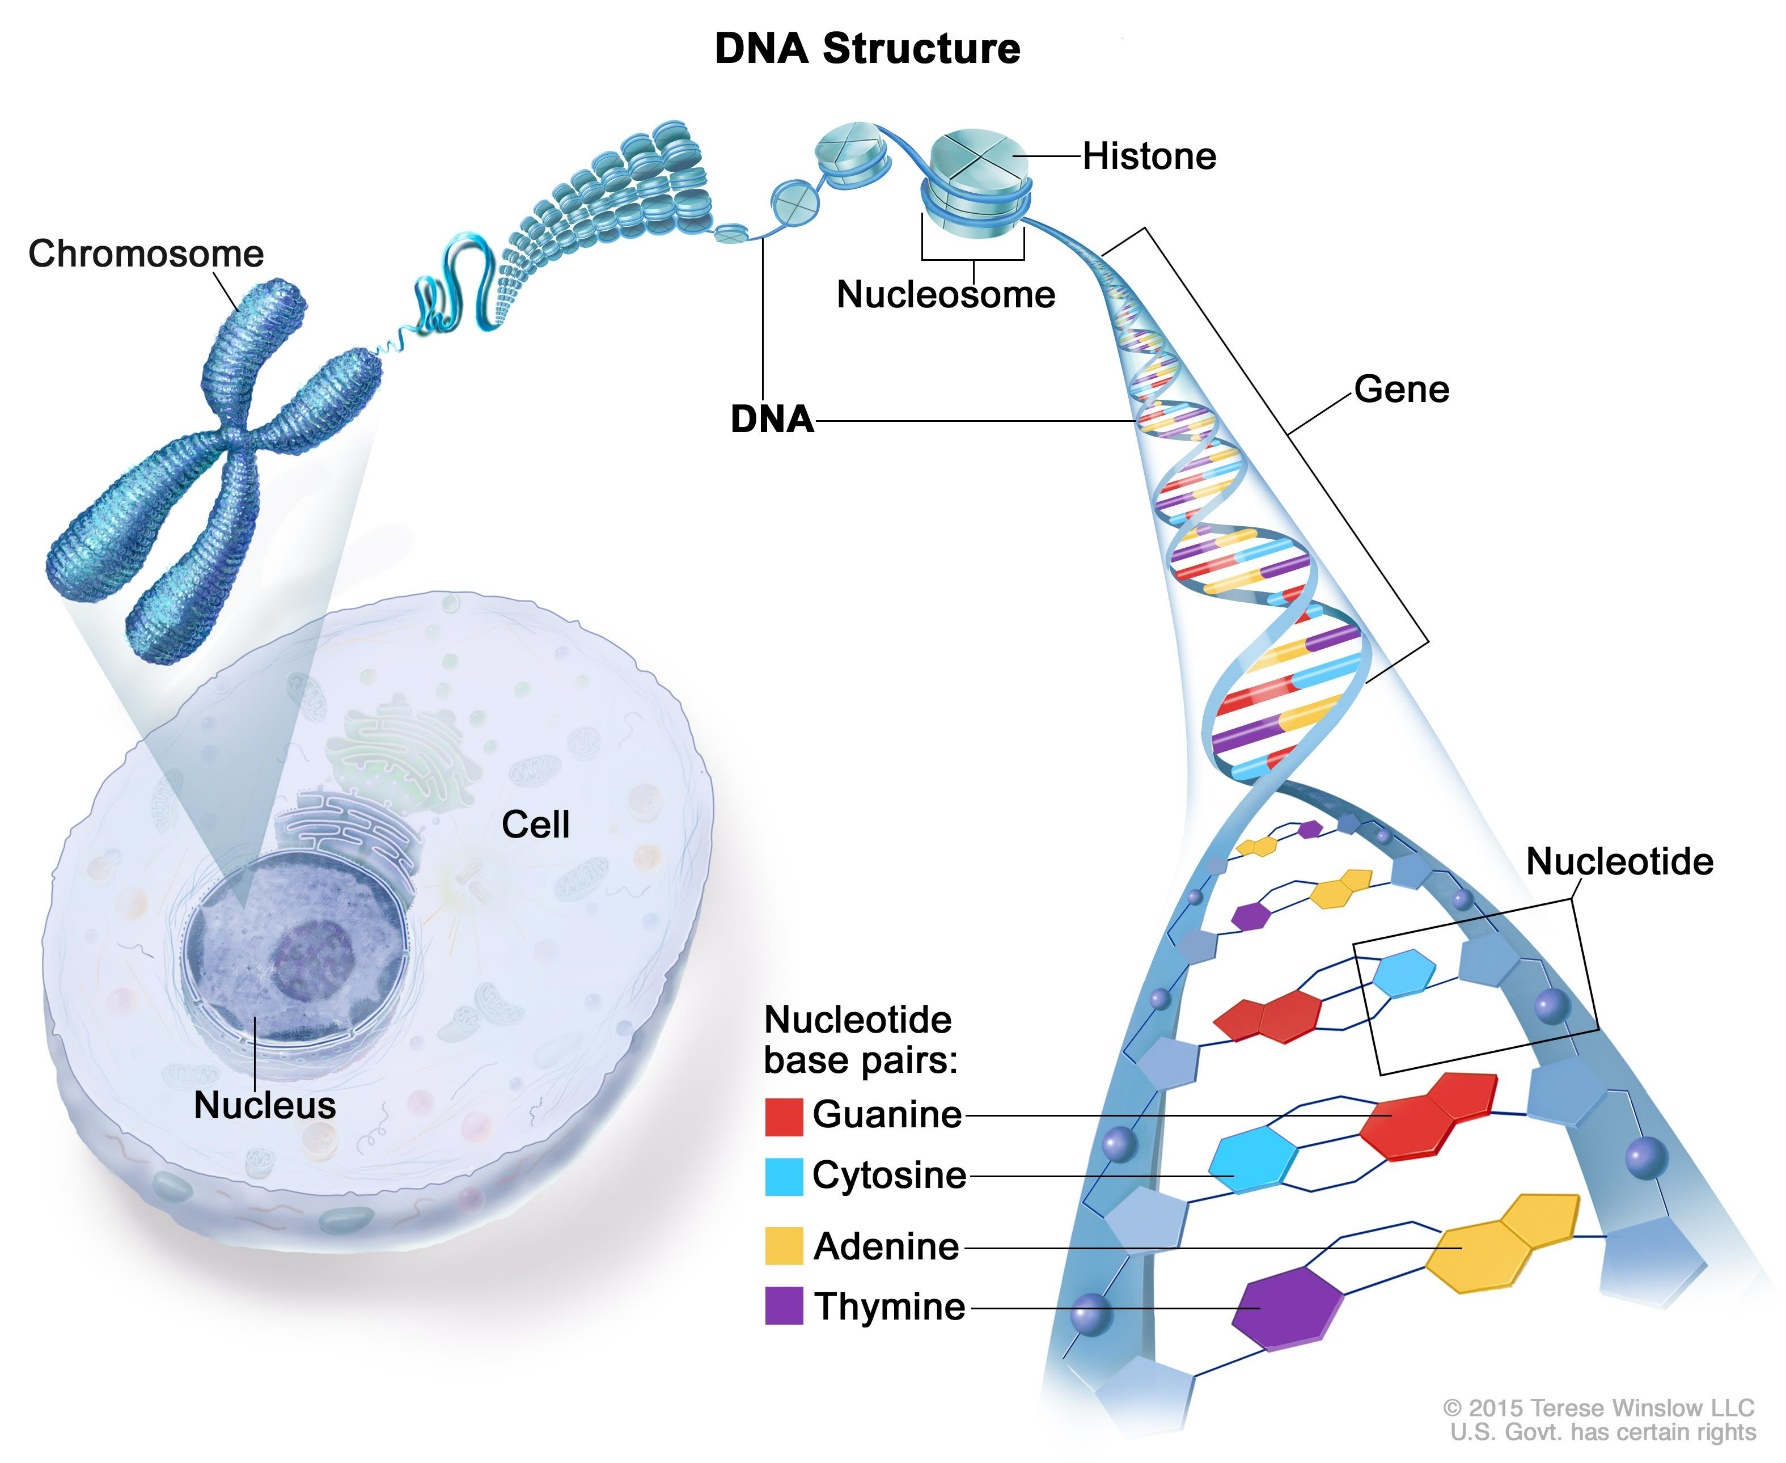 DNA Structure
Histone
Chromosome
Nucleosome
Gene
DNA
Cell
Nucleotide
Nucleus
Nucleotide
base pairs:
Guanine
Cytosine
Adenine
Thymine
© 2015 Terese Winslow LLC
U.S. Govt. has certain rights